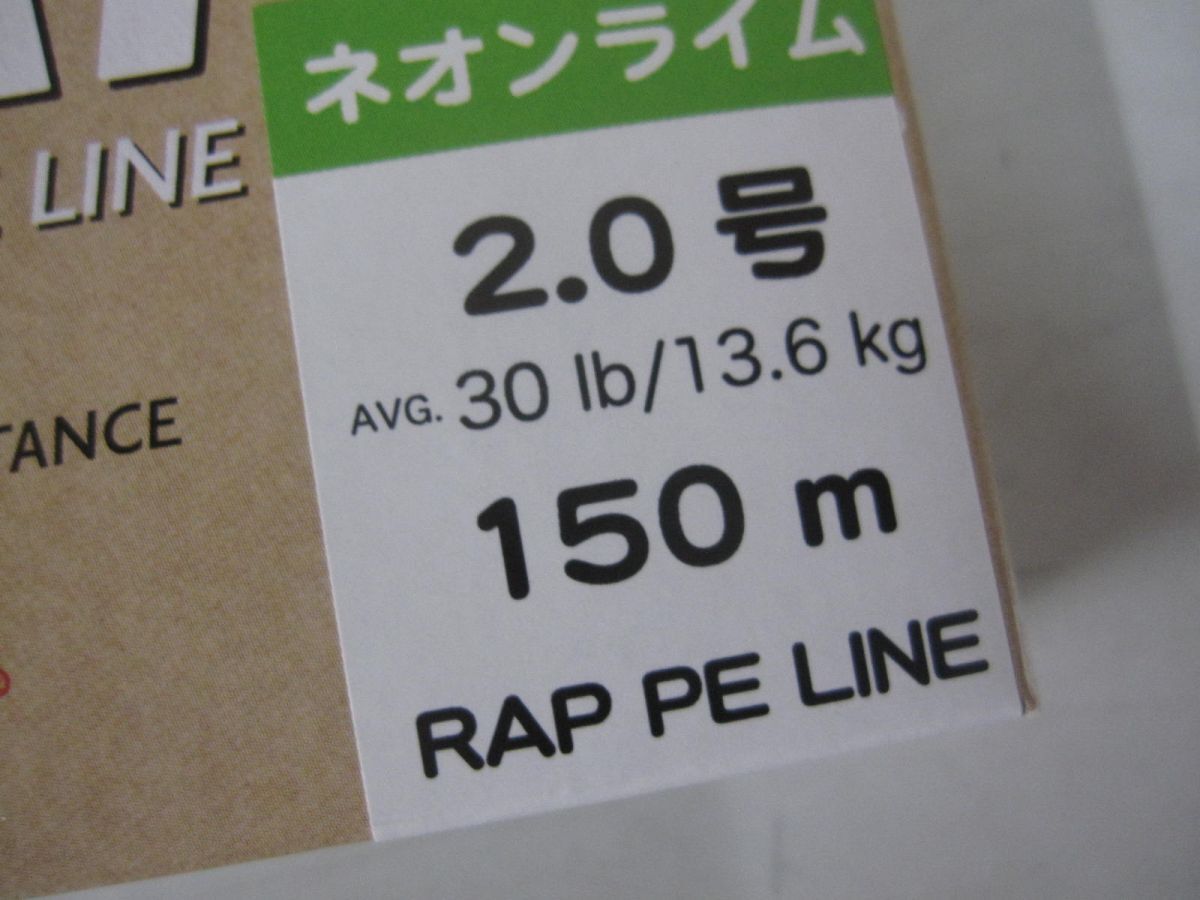 ネオンライム
LINE
2.0 号
AVG. 30 lb/13.6 kg
150 m
RAP PE LINE